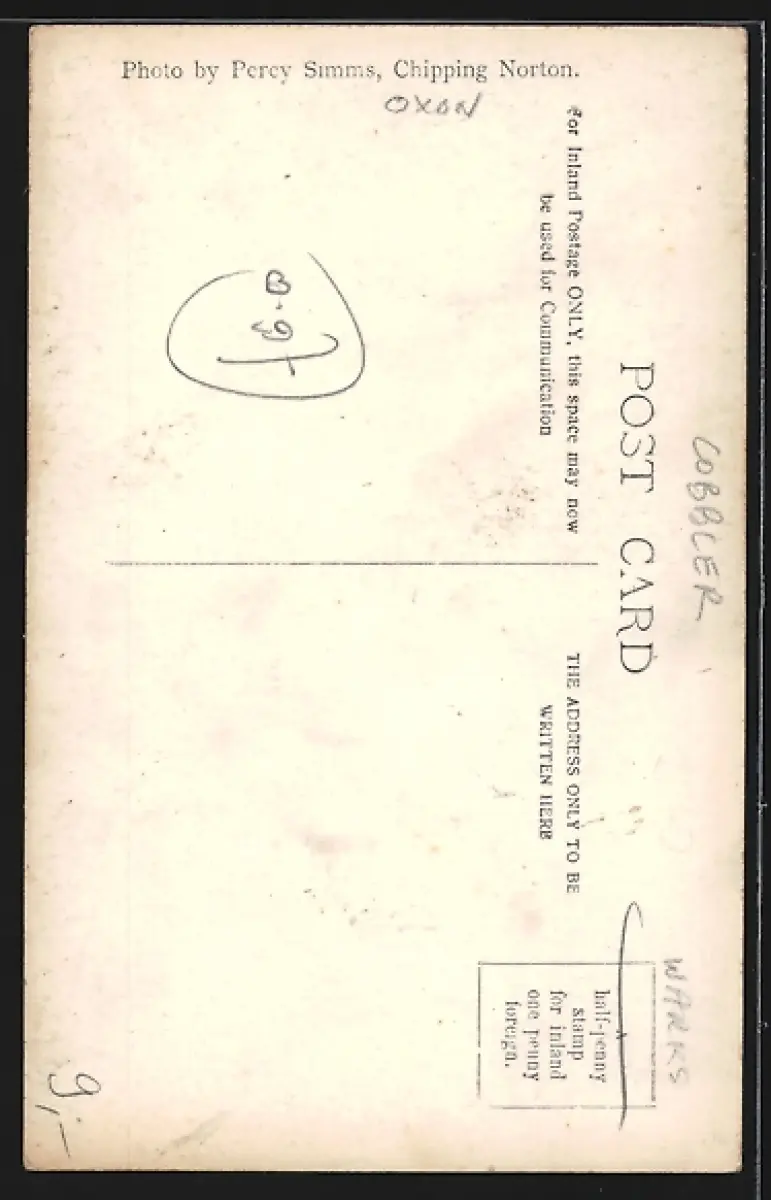 Photo by Percy Simms, Chipping Norton.
OXON
COBBLER
WARKS
POST CARD
For Inland Postage ONLY, this space may now
be used for Communication
THE ADDRESS ONLY TO BE
WRITTEN HERE
half-penny
stamp
for inland
one penny
foreign.
9,-